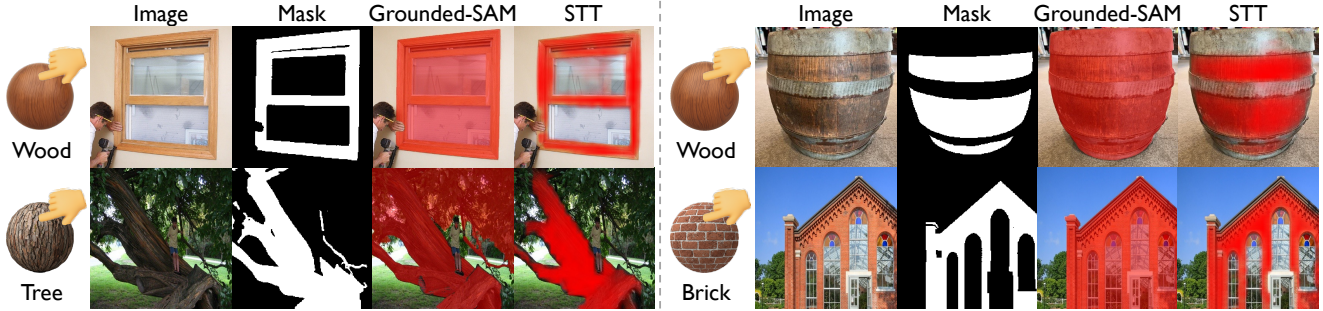 Image Mask Grounded-SAM STT
Image Mask Grounded-SAM STT
Wood
Wood
Tree
Brick